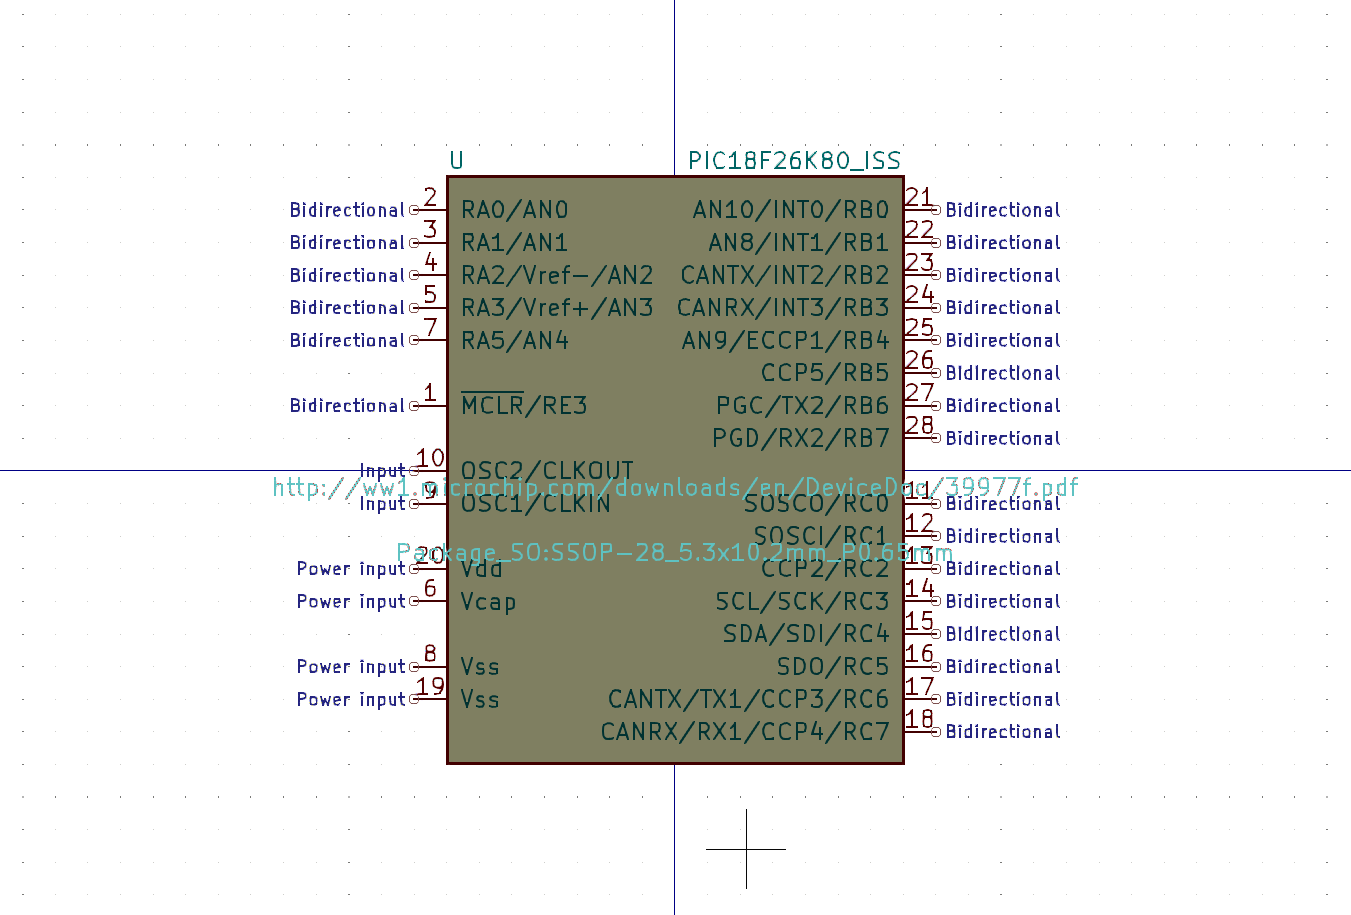 U PIC18F26K80_ISS
Bidirectional 2 RA0/AN0 AN10/INT0/RB0 21 Bidirectional
Bidirectional 3 RA1/AN1 AN8/INT1/RB1 22 Bidirectional
Bidirectional 4 RA2/Vref-/AN2 CANTX/INT2/RB2 23 Bidirectional
Bidirectional 5 RA3/Vref+/AN3 CANRX/INT3/RB3 24 Bidirectional
Bidirectional 7 RA5/AN4 AN9/ECCP1/RB4 25 Bidirectional
CCP5/RB5 26 Bidirectional
Bidirectional 1 MCLR/RE3 PGC/TX2/RB6 27 Bidirectional
PGD/RX2/RB7 28 Bidirectional
Input 10 OSC2/CLKOUT
http://ww1.microchip.com/downloads/en/DeviceDoc/39977f.pdf
Input 9 OSC1/CLKIN SOSCO/RC0 11 Bidirectional
SOSCI/RC1 12 Bidirectional
Package_SO:SSOP-28_5.3x10.2mm_P0.65mm
Power input 20 Vdd CCP2/RC2 13 Bidirectional
Power input 6 Vcap SCL/SCK/RC3 14 Bidirectional
SDA/SDI/RC4 15 Bidirectional
Power input 8 Vss SDO/RC5 16 Bidirectional
Power input 19 Vss CANTX/TX1/CCP3/RC6 17 Bidirectional
CANRX/RX1/CCP4/RC7 18 Bidirectional